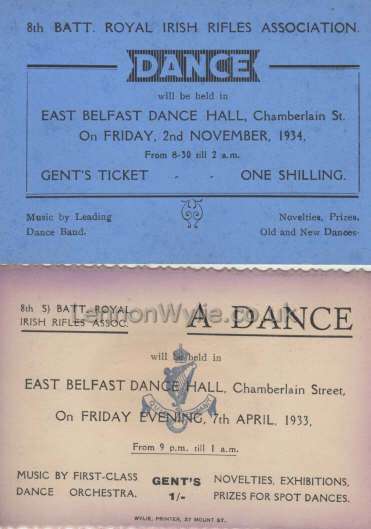 8th BATT. ROYAL IRISH RIFLES ASSOCIATION.
DANCE
will be held in
EAST BELFAST DANCE HALL, Chamberlain St.
On FRIDAY, 2nd NOVEMBER, 1934,
From 8-30 till 2 a.m.
GENT'S TICKET - - ONE SHILLING.
Music by Leading
Dance Band.
Novelties, Prizes.
Old and New Dances.
LennonWylie.co.uk
8th S) BATT. ROYAL
IRISH RIFLES ASSOC.
A DANCE
will be held in
EAST BELFAST DANCE HALL, Chamberlain Street,
On FRIDAY EVENING, 7th APRIL, 1933,
From 9 p.m. till 1 a.m.
MUSIC BY FIRST-CLASS
DANCE ORCHESTRA.
GENT'S
1/-
NOVELTIES, EXHIBITIONS,
PRIZES FOR SPOT DANCES.
WYLIE, PRINTER, 27 MOUNT ST.